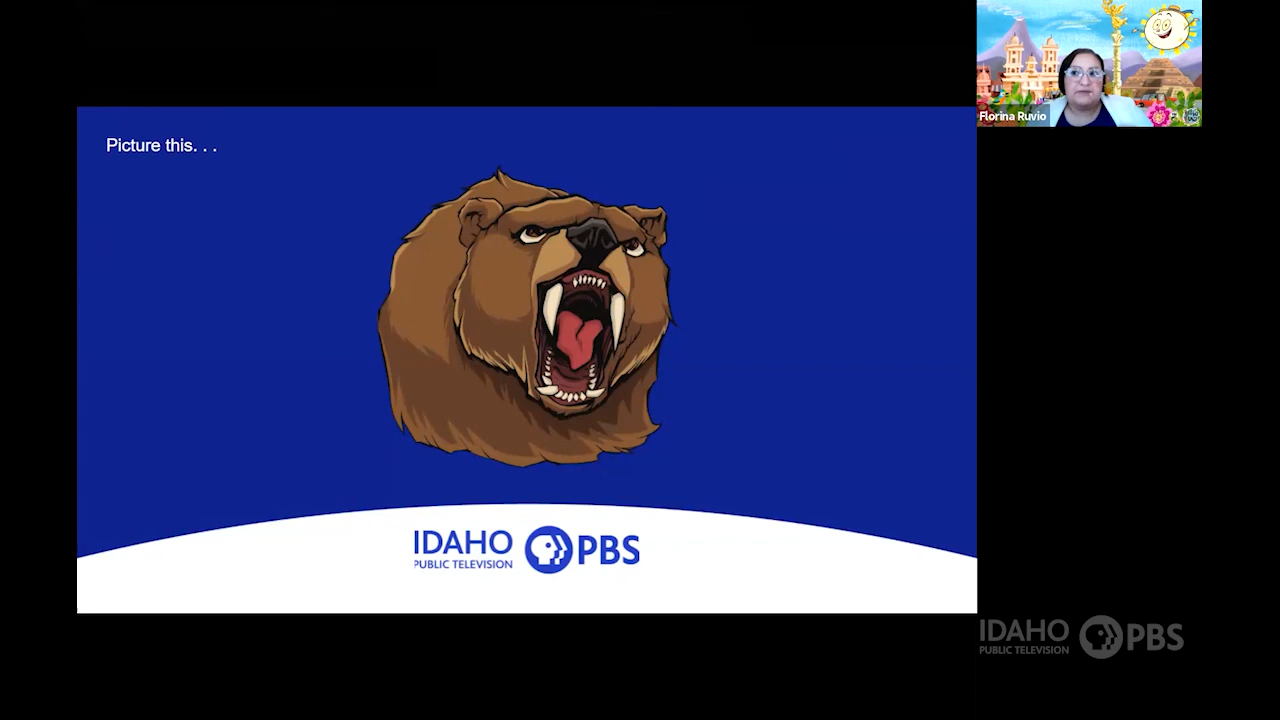 Florina Ruvio
Picture this. . .
IDAHO
PUBLIC TELEVISION
PBS
IDAHO
PUBLIC TELEVISION
PBS